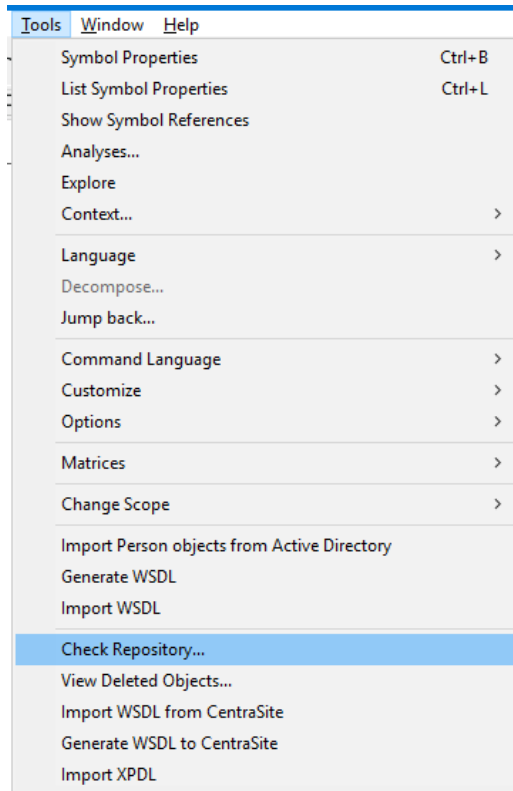 Tools Window Help
Symbol Properties Ctrl+B
List Symbol Properties Ctrl+L
Show Symbol References
Analyses...
Explore
Context...
Language
Decompose...
Jump back...
Command Language
Customize
Options
Matrices
Change Scope
Import Person objects from Active Directory
Generate WSDL
Import WSDL
Check Repository...
View Deleted Objects...
Import WSDL from CentraSite
Generate WSDL to CentraSite
Import XPDL